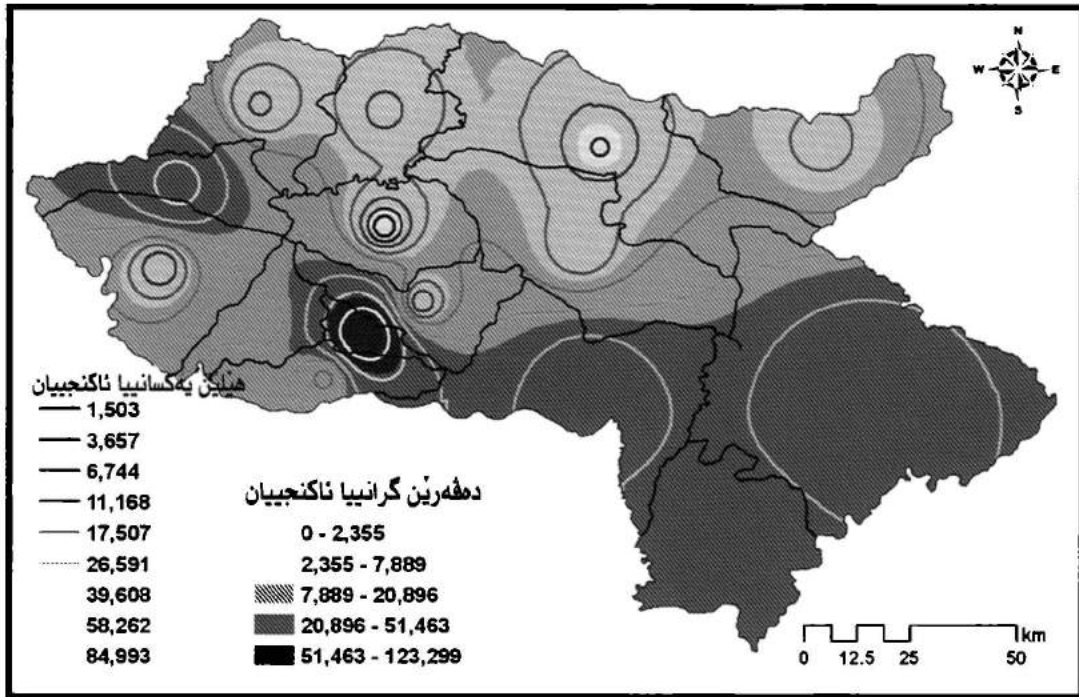 N
W E
S
هێلێن یەکسانییا ئاکنجییان
1,503
3,657
6,744
11,168
17,507
26,591
39,608
58,262
84,993
دەڤەرێن گرانییا ئاکنجییان
0 - 2,355
2,355 - 7,889
7,889 - 20,896
20,896 - 51,463
51,463 - 123,299
km
0 12.5 25 50